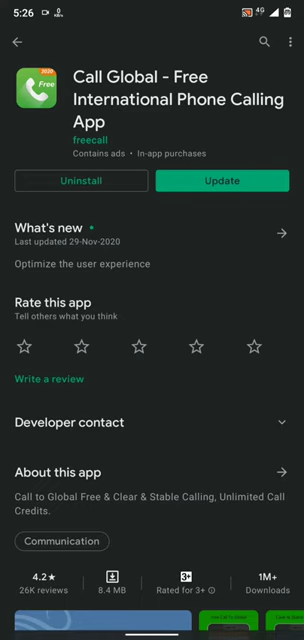 5:26
4G
2020
Free
Call Global - Free
International Phone Calling
App
freecall
Contains ads • In-app purchases
Uninstall
Update
What's new •
Last updated 29-Nov-2020
Optimize the user experience
Rate this app
Tell others what you think
Write a review
Developer contact
About this app
Call to Global Free & Clear & Stable Calling, Unlimited Call
Credits.
Communication
4.2★
26K reviews
8.4 MB
3+
Rated for 3+
1M+
Downloads